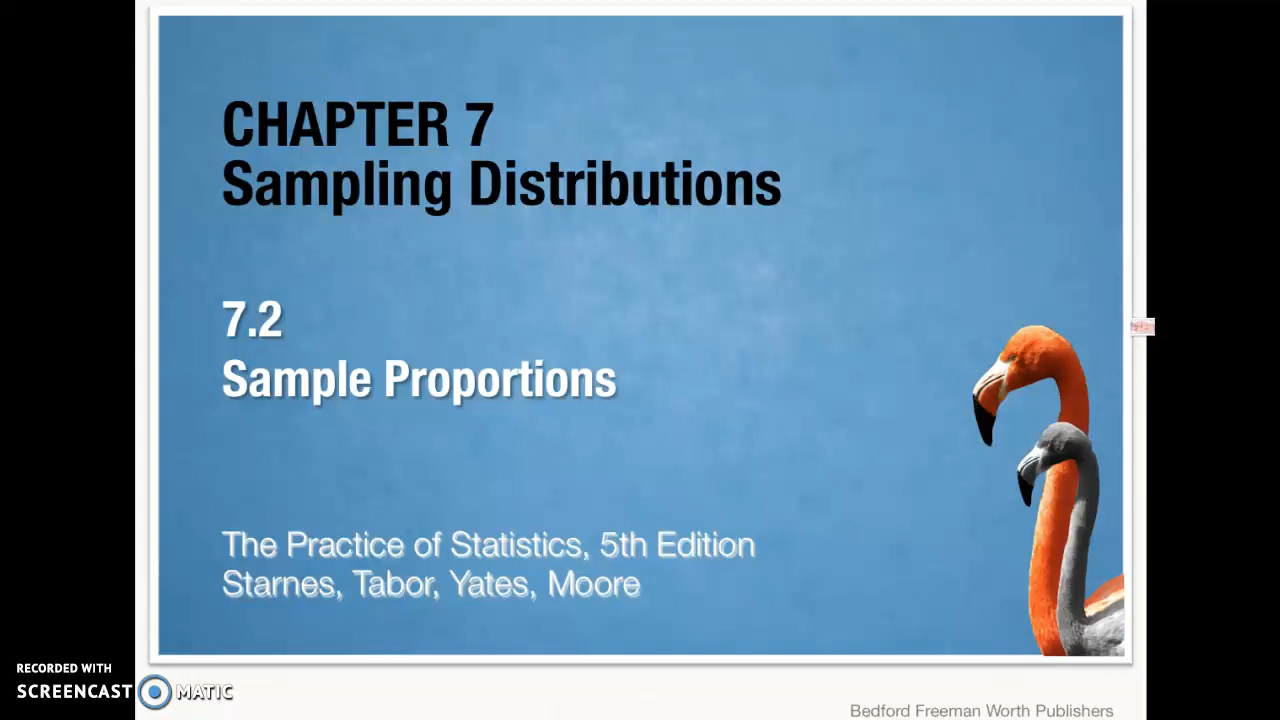 CHAPTER 7
Sampling Distributions
7.2
Sample Proportions
The Practice of Statistics, 5th Edition
Starnes, Tabor, Yates, Moore
RECORDED WITH
SCREENCAST MATIC
Bedford Freeman Worth Publishers